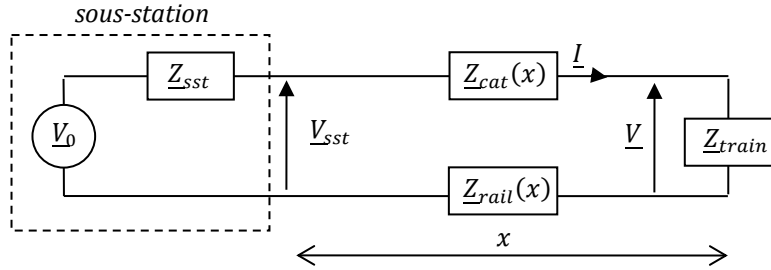 sous-station
Z_sst
Z_cat(x)
I
V_0
V_sst
V
Z_train
Z_rail(x)
x